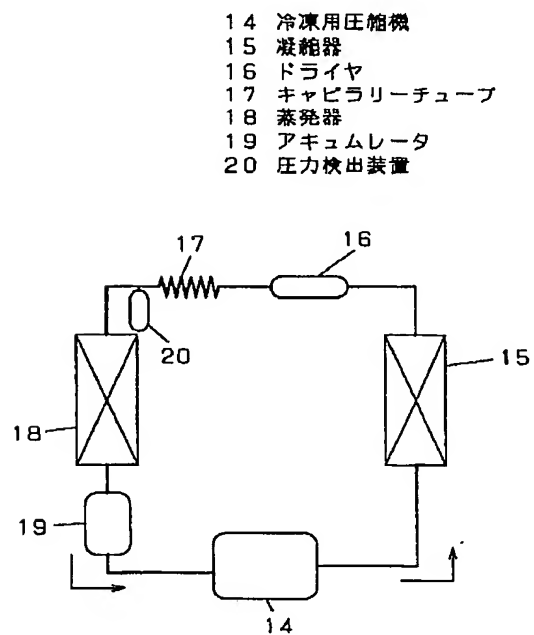 14 冷凍用圧縮機
15 凝縮器
16 ドライヤ
17 キャピラリーチューブ
18 蒸発器
19 アキュムレータ
20 圧力検出装置
17
16
20
15
18
19
14